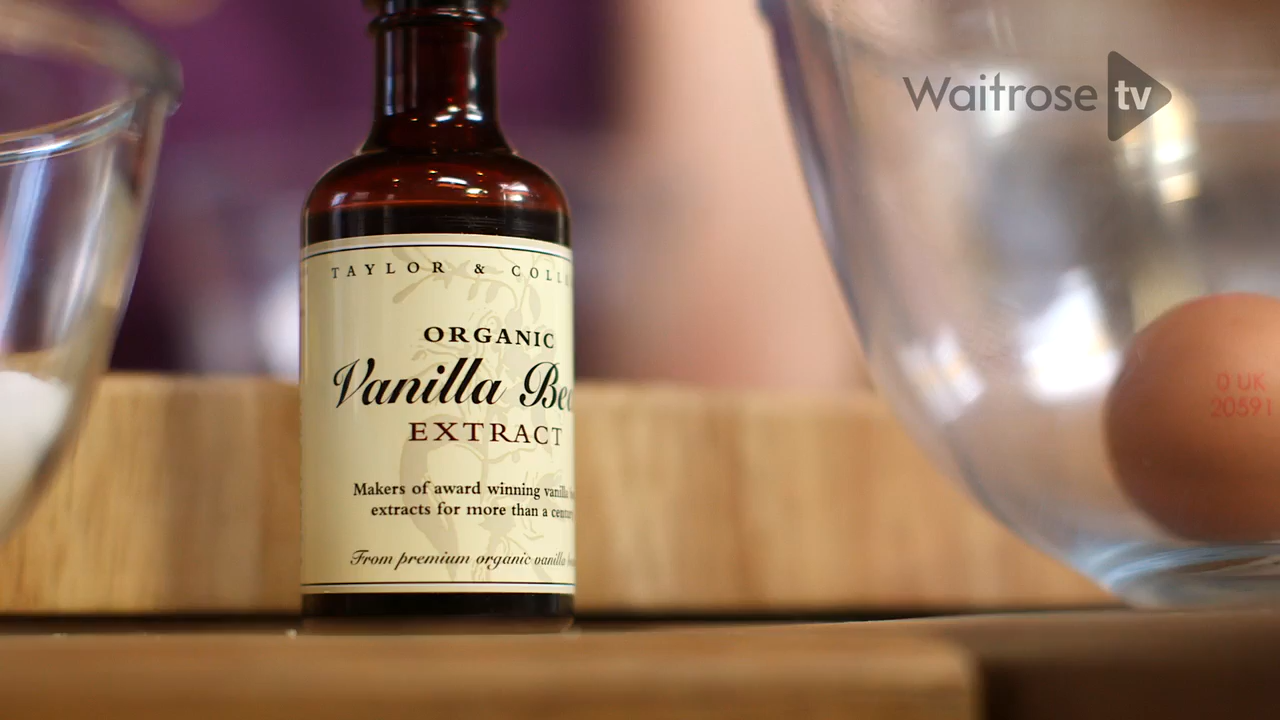 Waitrose tv
TAYLOR & COLL
ORGANIC
Vanilla Be
EXTRACT
Makers of award winning vanilla
extracts for more than a
From premium organic vanilla
0 UK
20591